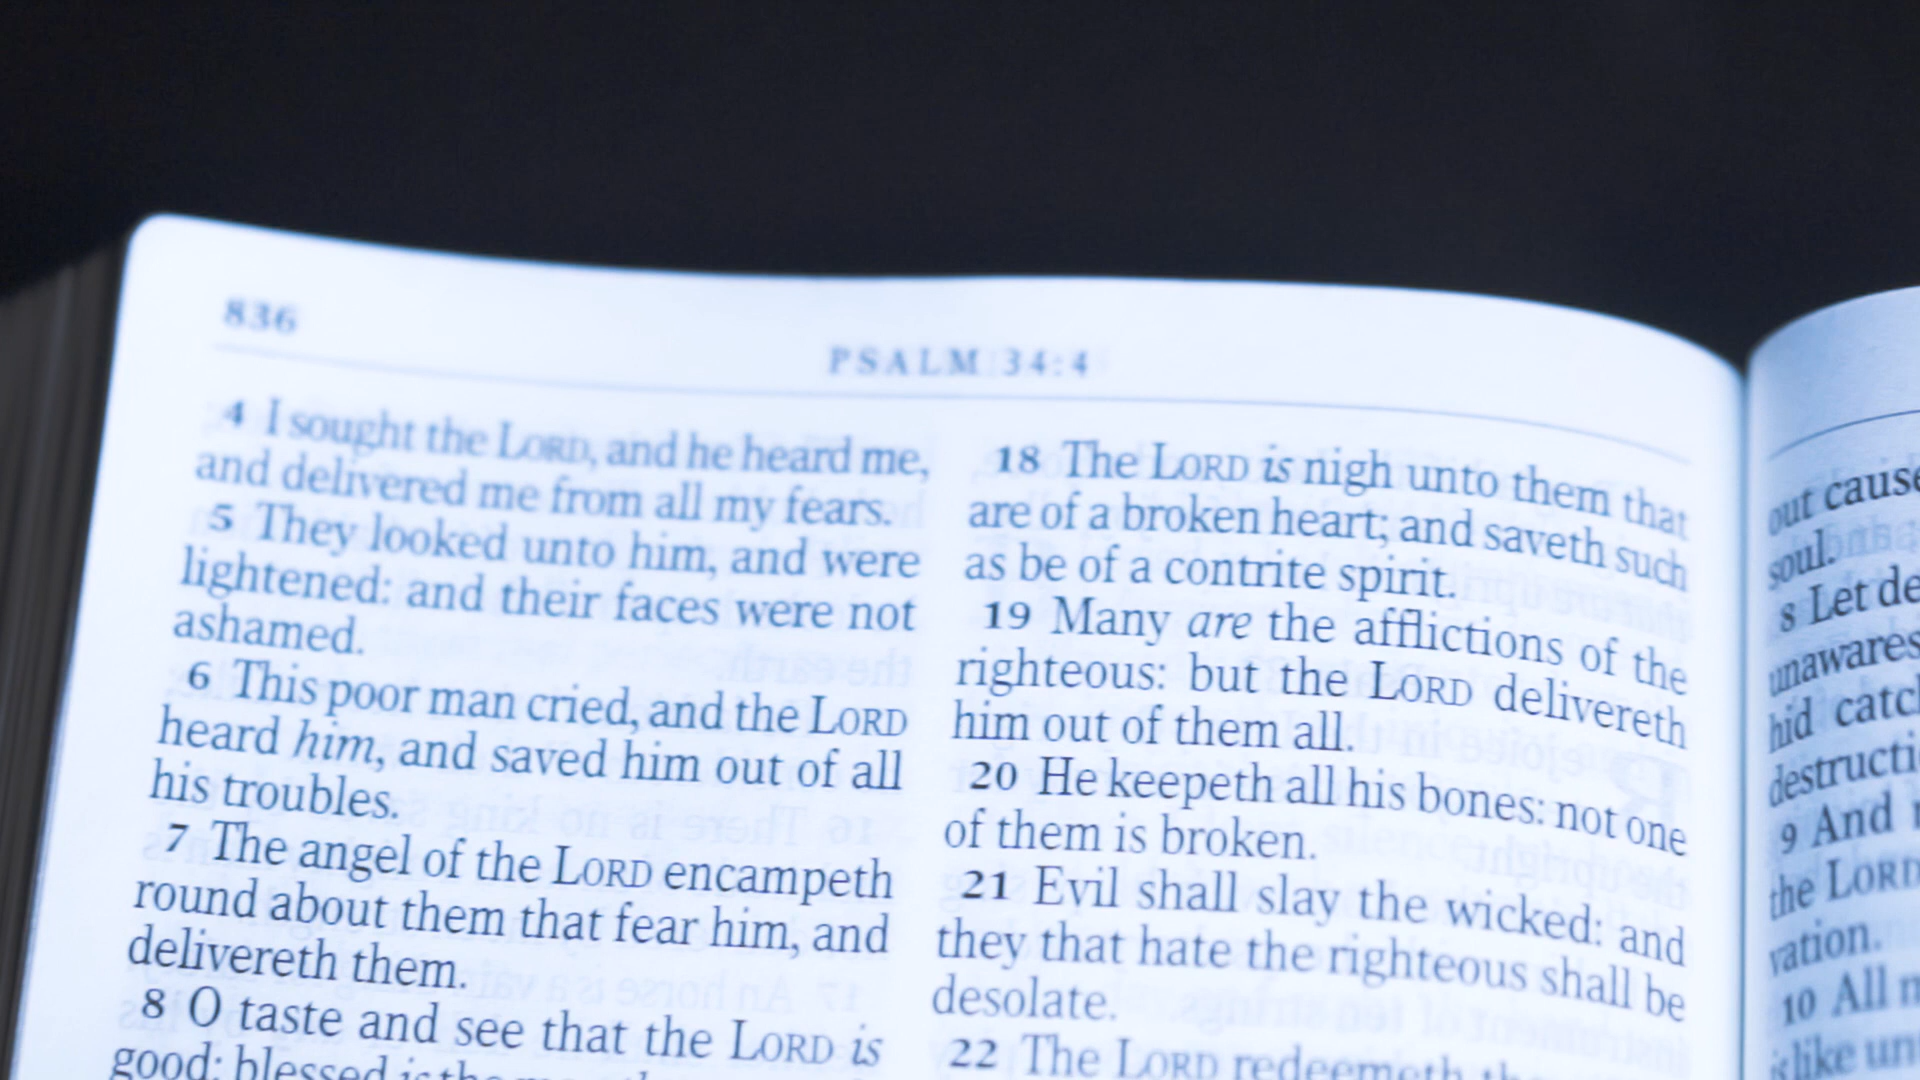 836
PSALM 34:4
4 I sought the LORD, and he heard me,
and delivered me from all my fears.
5 They looked unto him, and were
lightened: and their faces were not
ashamed.
6 This poor man cried, and the LORD
heard him, and saved him out of all
his troubles.
7 The angel of the LORD encampeth
round about them that fear him, and
delivereth them.
8 O taste and see that the LORD is
good: blessed is the
18 The LORD is nigh unto them that
are of a broken heart; and saveth such
as be of a contrite spirit.
19 Many are the afflictions of the
righteous: but the LORD delivereth
him out of them all.
20 He keepeth all his bones: not one
of them is broken.
21 Evil shall slay the wicked: and
they that hate the righteous shall be
desolate.
22 The LORD redeemeth
out cause
soul.
8 Let de
unawares
hid catch
destructi
9 And
the LORD
vation.
10 All
is like un